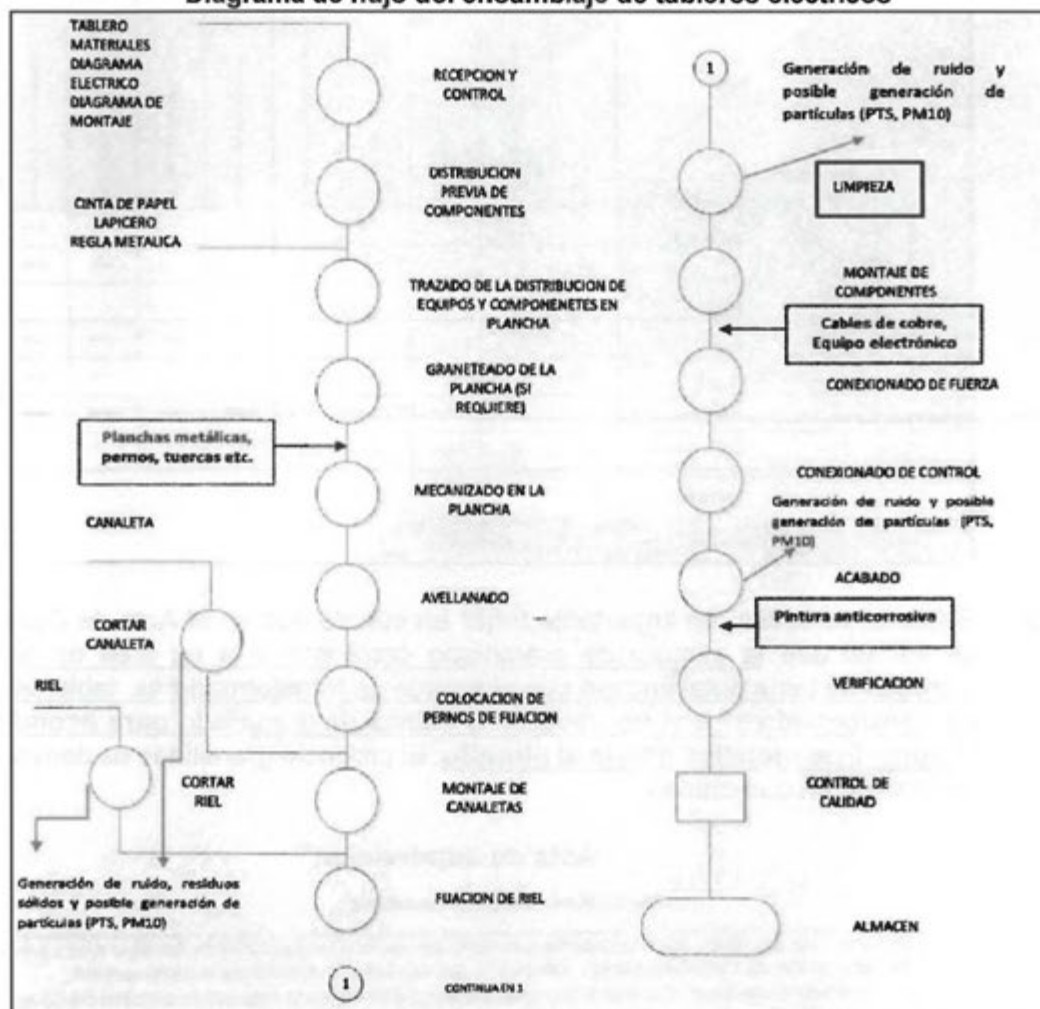 Diagrama de flujo del ensamblaje de tableros eléctricos
TABLERO
MATERIALES
DIAGRAMA
ELECTRICO
DIAGRAMA DE
MONTAJE
RECEPCION Y
CONTROL
DISTRIBUCION
PREVIA DE
COMPONENTES
CINTA DE PAPEL
LAPICERO
REGLA METALICA
TRAZADO DE LA DISTRIBUCION DE
EQUIPOS Y COMPONENETES EN
PLANCHA
GRANETEADO DE LA
PLANCHA (SI
REQUIERE)
Planchas metálicas,
pernos, tuercas etc.
MECANIZADO EN LA
PLANCHA
CANALETA
AVELLANADO
CORTAR
CANALETA
RIEL
COLOCACION DE
PERNOS DE FIJACION
CORTAR
RIEL
MONTAJE DE
CANALETAS
Generación de ruido, residuos
sólidos y posible generación de
partículas (PTS, PM10)
FIJACION DE RIEL
1
CONTINUA EN 1
1
Generación de ruido y
posible generación de
partículas (PTS, PM10)
LIMPIEZA
MONTAJE DE
COMPONENTES
Cables de cobre,
Equipo electrónico
CONEXIONADO DE FUERZA
CONEXIONADO DE CONTROL
Generación de ruido y posible
generación de partículas (PTS,
PM10)
ACABADO
Pintura anticorrosiva
VERIFICACION
CONTROL DE
CALIDAD
ALMACEN